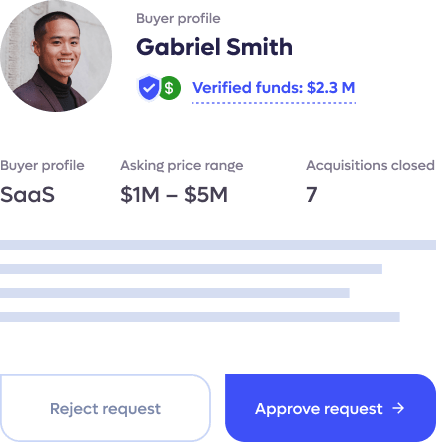 Buyer profile
Gabriel Smith
$ Verified funds: $2.3 M
Buyer profile Asking price range Acquisitions closed
SaaS $1M – $5M 7
Reject request Approve request →